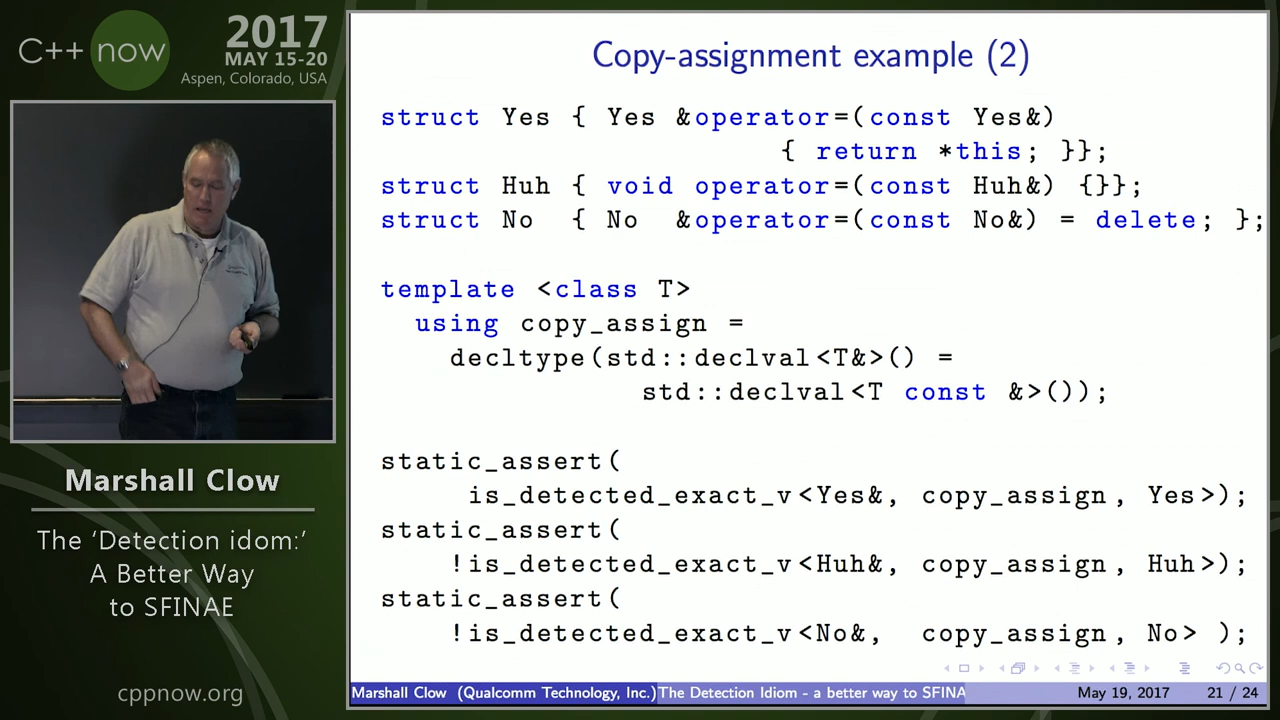 C++ now
2017
MAY 15-20
Aspen, Colorado, USA
Marshall Clow
The ‘Detection idom:’
A Better Way
to SFINAE
cppnow.org
Copy-assignment example (2)
struct Yes { Yes &operator=(const Yes&)
{ return *this; }};
struct Huh { void operator=(const Huh&) {}};
struct No { No &operator=(const No&) = delete; };
template <class T>
using copy_assign =
decltype(std::declval<T&>() =
std::declval<T const &>());
static_assert(
is_detected_exact_v<Yes&, copy_assign, Yes>);
static_assert(
!is_detected_exact_v<Huh&, copy_assign, Huh>);
static_assert(
!is_detected_exact_v<No&, copy_assign, No> );
Marshall Clow (Qualcomm Technology, Inc.) The Detection Idiom - a better way to SFINA May 19, 2017 21 / 24